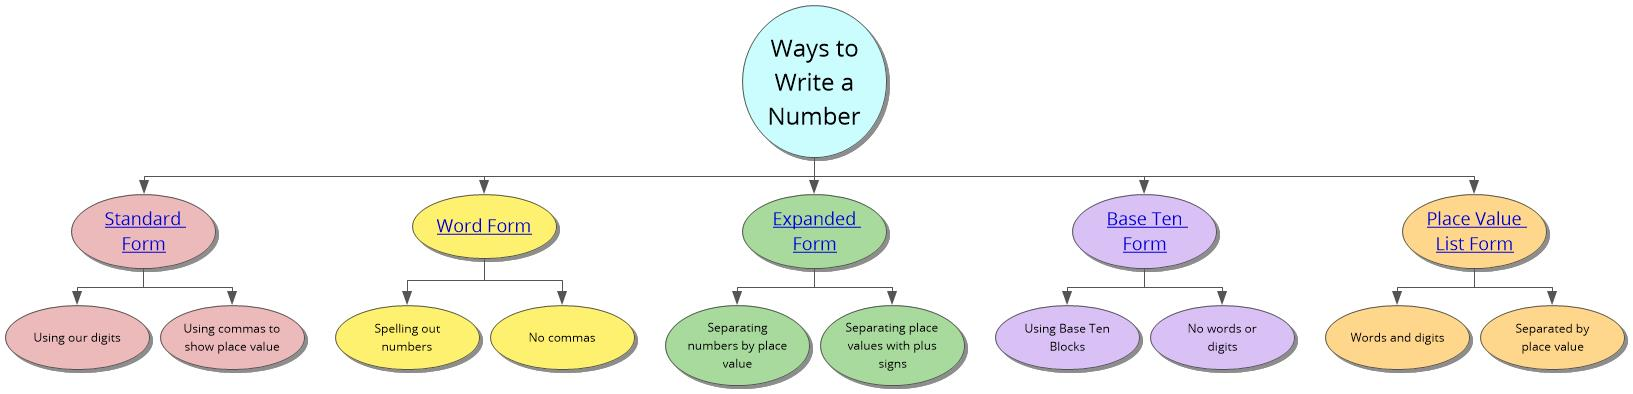 Ways to
Write a
Number
Standard
Form
Word Form
Expanded
Form
Base Ten
Form
Place Value
List Form
Using our digits
Using commas to
show place value
Spelling out
numbers
No commas
Separating
numbers by place
value
Separating place
values with plus
signs
Using Base Ten
Blocks
No words or
digits
Words and digits
Separated by
place value